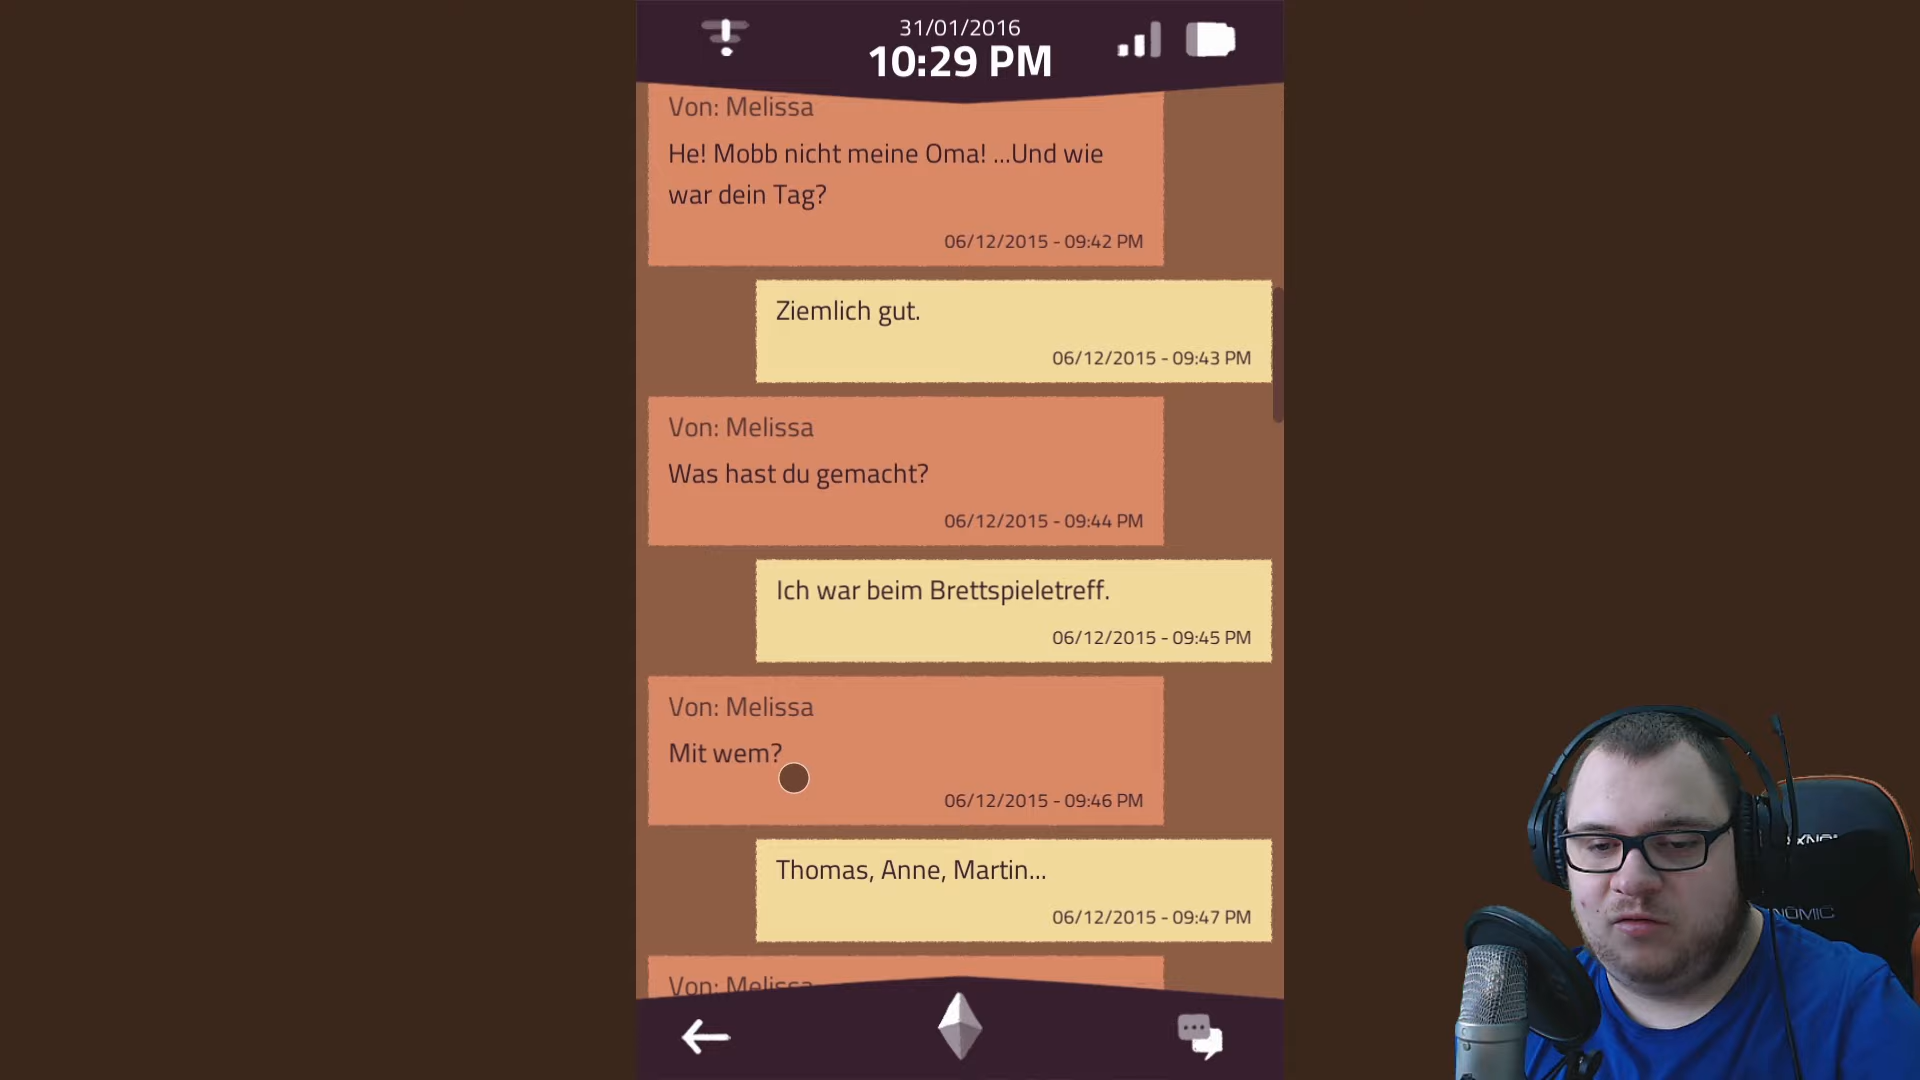 31/01/2016
10:29 PM
Von: Melissa
He! Mobb nicht meine Oma! ...Und wie
war dein Tag?
06/12/2015 - 09:42 PM
Ziemlich gut.
06/12/2015 - 09:43 PM
Von: Melissa
Was hast du gemacht?
06/12/2015 - 09:44 PM
Ich war beim Brettspieletreff.
06/12/2015 - 09:45 PM
Von: Melissa
Mit wem?
06/12/2015 - 09:46 PM
Thomas, Anne, Martin...
06/12/2015 - 09:47 PM
Von: Melissa